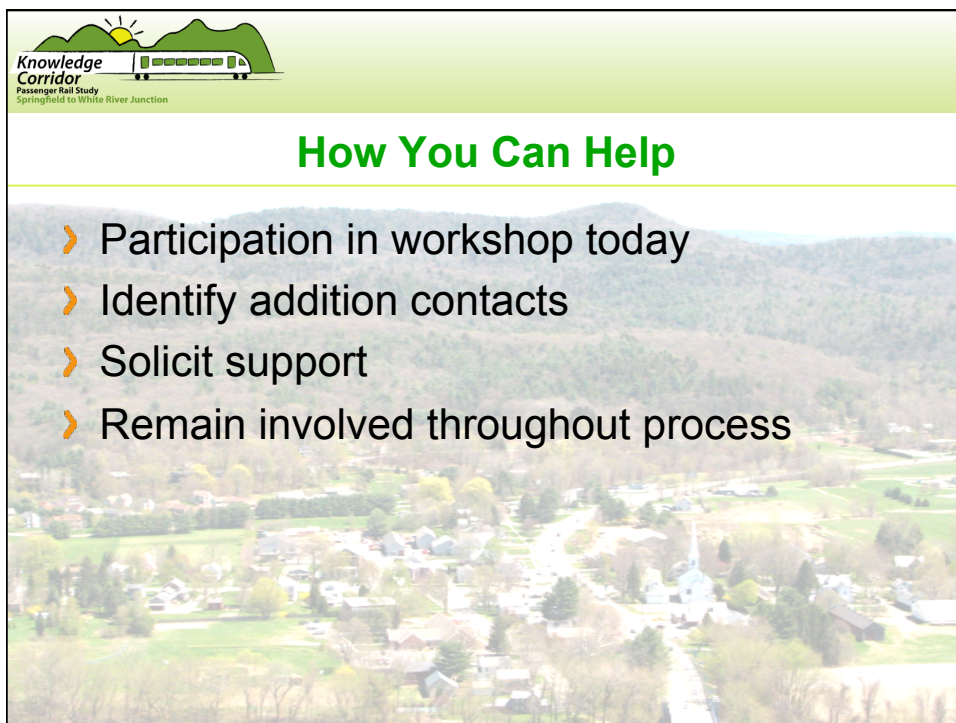 Knowledge
Corridor
Passenger Rail Study
Springfield to White River Junction
How You Can Help
Participation in workshop today
Identify addition contacts
Solicit support
Remain involved throughout process